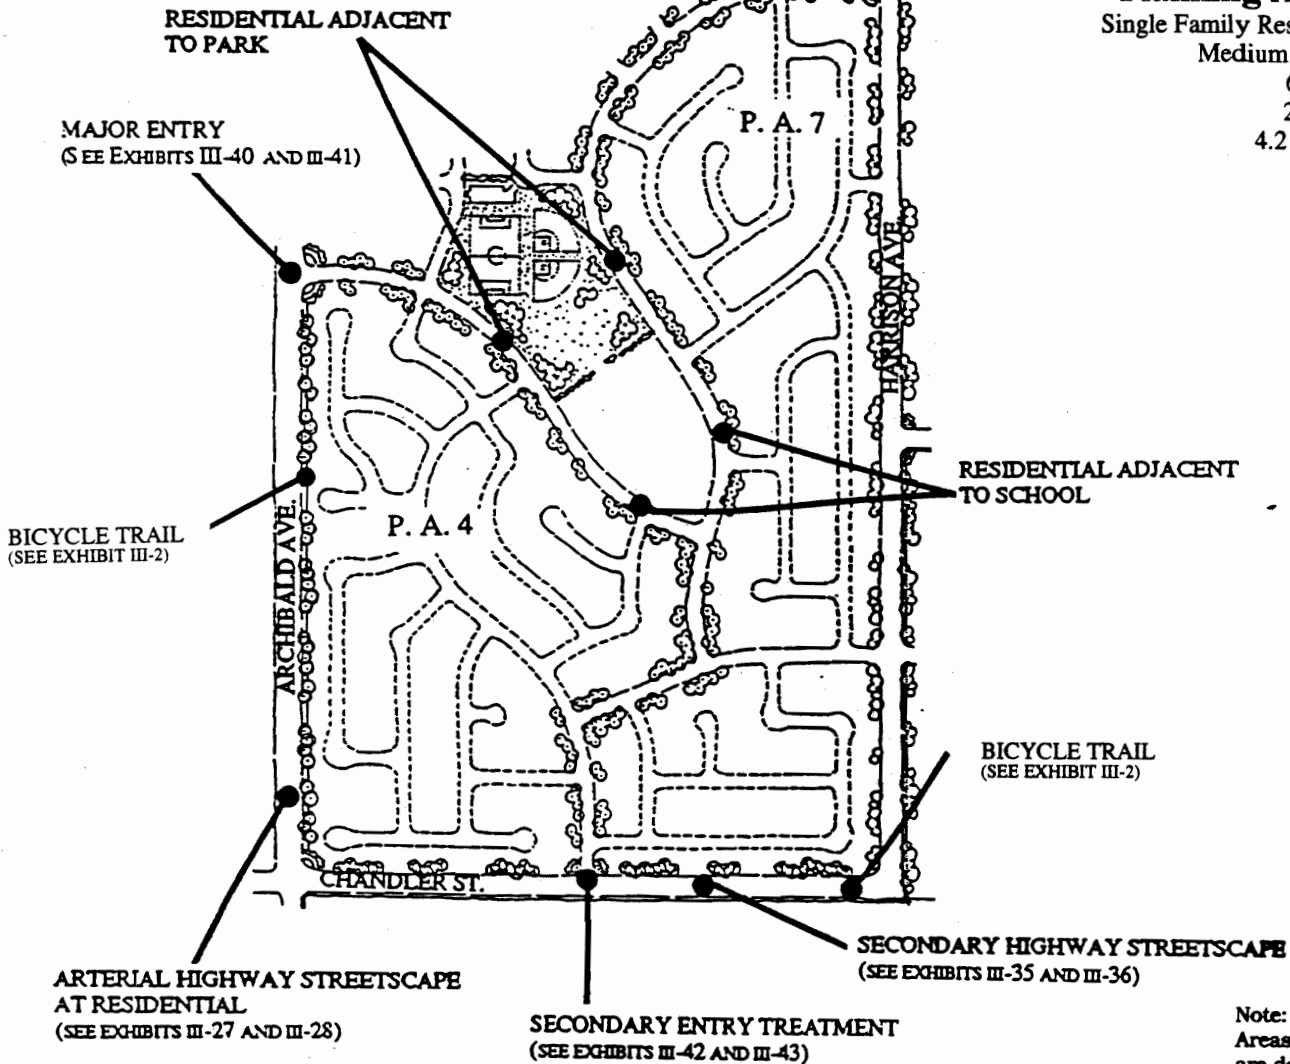 RESIDENTIAL ADJACENT
TO PARK
Single Family Res
Medium
4.2
MAJOR ENTRY
(SEE EXHIBITS III-40 AND III-41)
P. A. 7
HARRISON AVE
RESIDENTIAL ADJACENT
TO SCHOOL
BICYCLE TRAIL
(SEE EXHIBIT III-2)
P. A. 4
ARCHIBALD AVE.
BICYCLE TRAIL
(SEE EXHIBIT III-2)
CHANDLER ST.
SECONDARY HIGHWAY STREETSCAPE
(SEE EXHIBITS III-35 AND III-36)
ARTERIAL HIGHWAY STREETSCAPE
AT RESIDENTIAL
(SEE EXHIBITS III-27 AND III-28)
SECONDARY ENTRY TREATMENT
(SEE EXHIBITS III-42 AND III-43)
Note:
Areas